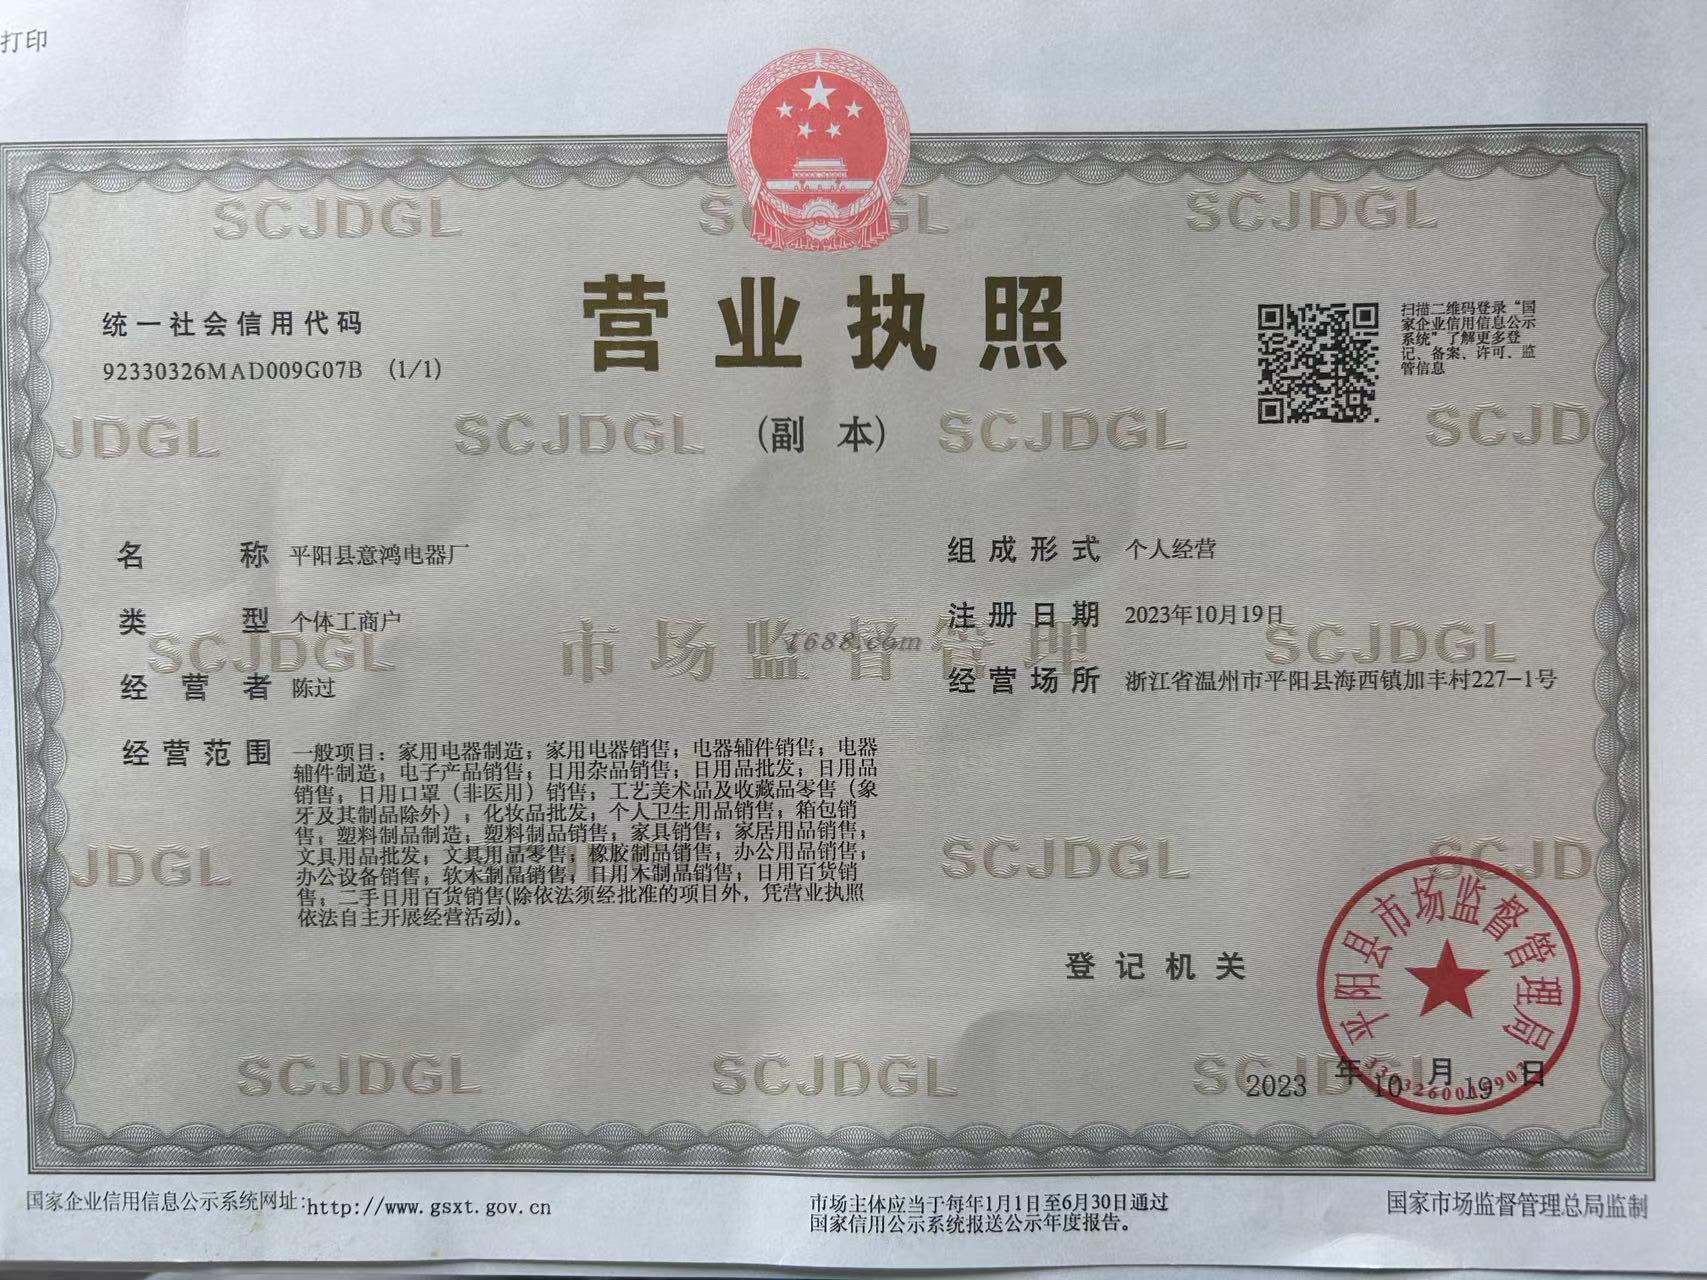 打印
统一社会信用代码
92330326MAD009G07B (1/1)
营业执照
(副 本)
扫描二维码登录“国
家企业信用信息公示
系统”了解更多登
记、备案、许可、监
管信息
名 称 平阳县意鸿电器厂
组成形式 个人经营
类 型 个体工商户
注册日期 2023年10月19日
经营者 陈过
经营场所 浙江省温州市平阳县海西镇加丰村227-1号
经营范围 一般项目：家用电器制造；家用电器销售；电器辅件销售；电器
辅件制造；电子产品销售；日用杂品销售；日用品批发；日用品
销售；日用口罩（非医用）销售；工艺美术品及收藏品零售（象
牙及其制品除外）；化妆品批发；个人卫生用品销售；箱包销
售；塑料制品制造；塑料制品销售；家具销售；家居用品销售；
文具用品批发；文具用品零售；橡胶制品销售；办公用品销售；
办公设备销售；软木制品销售；日用木制品销售；日用百货销
售；二手日用百货销售(除依法须经批准的项目外，凭营业执照
依法自主开展经营活动)。
SCJDGL SCJDGL
JDGL SCJDGL SCJDGL SCJD
SCJDGL 市场监督管理 SCJDGL
1688.com
JDGL SCJDGL SCJD
SCJDGL SCJDGL SCJDGL
登记机关
平阳县市场监督管理局
2023 年 10 月 19 日
国家企业信用信息公示系统网址:http://www.gsxt.gov.cn
市场主体应当于每年1月1日至6月30日通过
国家信用公示系统报送公示年度报告。
国家市场监督管理总局监制